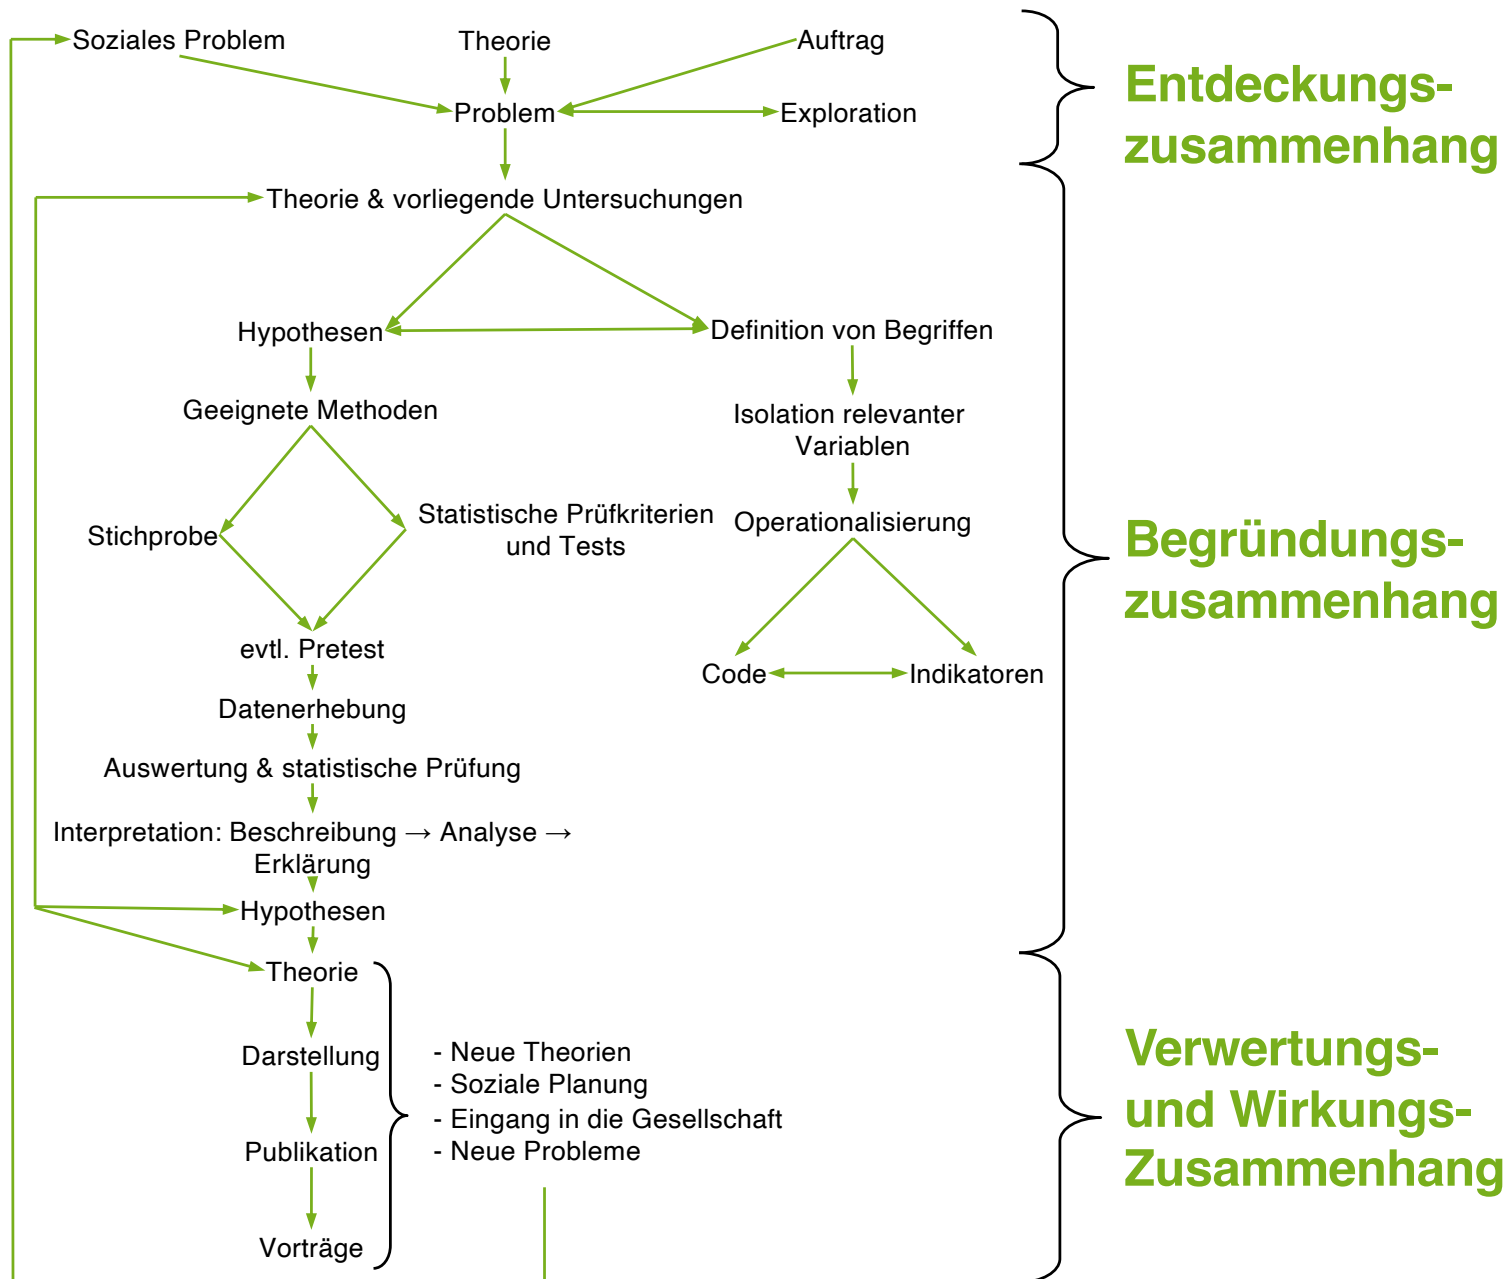 Soziales Problem
Theorie
Auftrag
Problem
Exploration
Entdeckungs-
zusammenhang
Theorie & vorliegende Untersuchungen
Hypothesen
Definition von Begriffen
Geeignete Methoden
Isolation relevanter
Variablen
Stichprobe
Statistische Prüfkriterien
und Tests
Operationalisierung
evtl. Pretest
Code
Indikatoren
Datenerhebung
Auswertung & statistische Prüfung
Interpretation: Beschreibung → Analyse →
Erklärung
Hypothesen
Begründungs-
zusammenhang
Theorie
Darstellung
Publikation
Vorträge
- Neue Theorien
- Soziale Planung
- Eingang in die Gesellschaft
- Neue Probleme
Verwertungs-
und Wirkungs-
Zusammenhang